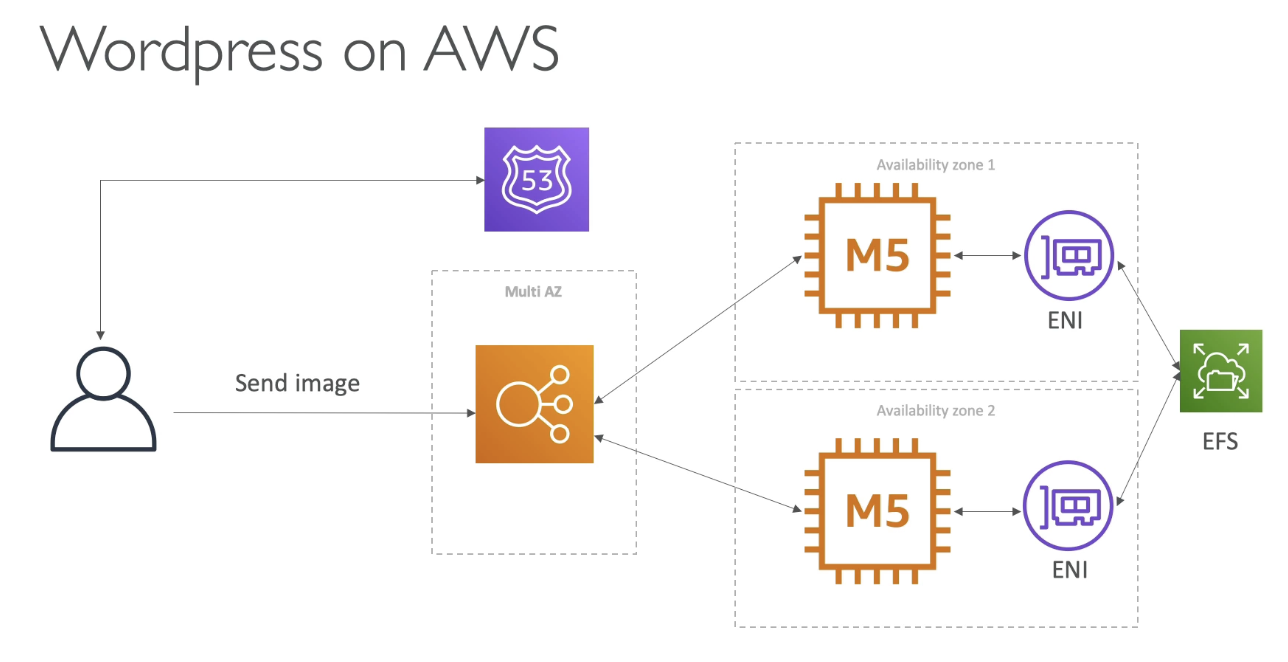 Wordpress on AWS
53
Availability zone 1
M5
ENI
Multi AZ
Send image
EFS
Availability zone 2
M5
ENI